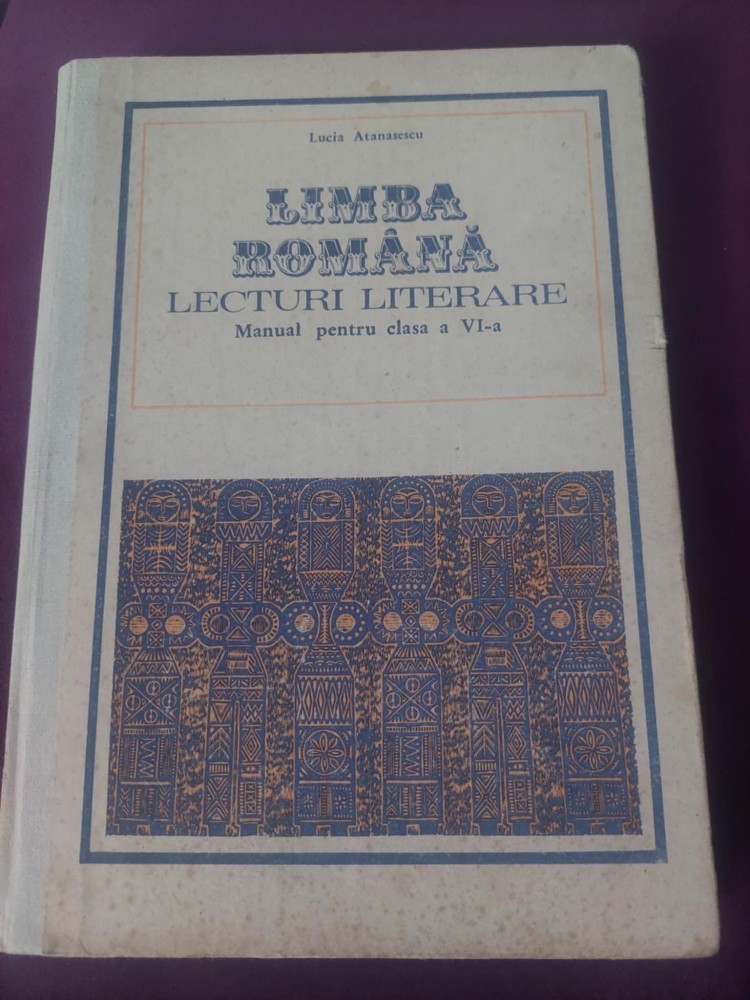 Lucia Atanasescu
LIMBA
ROMÂNĂ
LECTURI LITERARE
Manual pentru clasa a VI-a